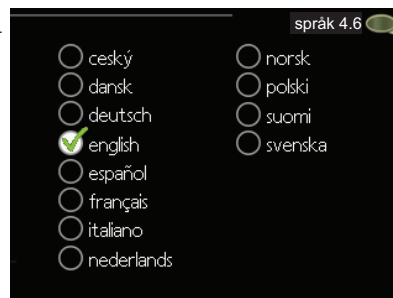 språk 4.6
ceský
dansk
deutsch
english
español
français
italiano
nederlands
norsk
polski
suomi
svenska